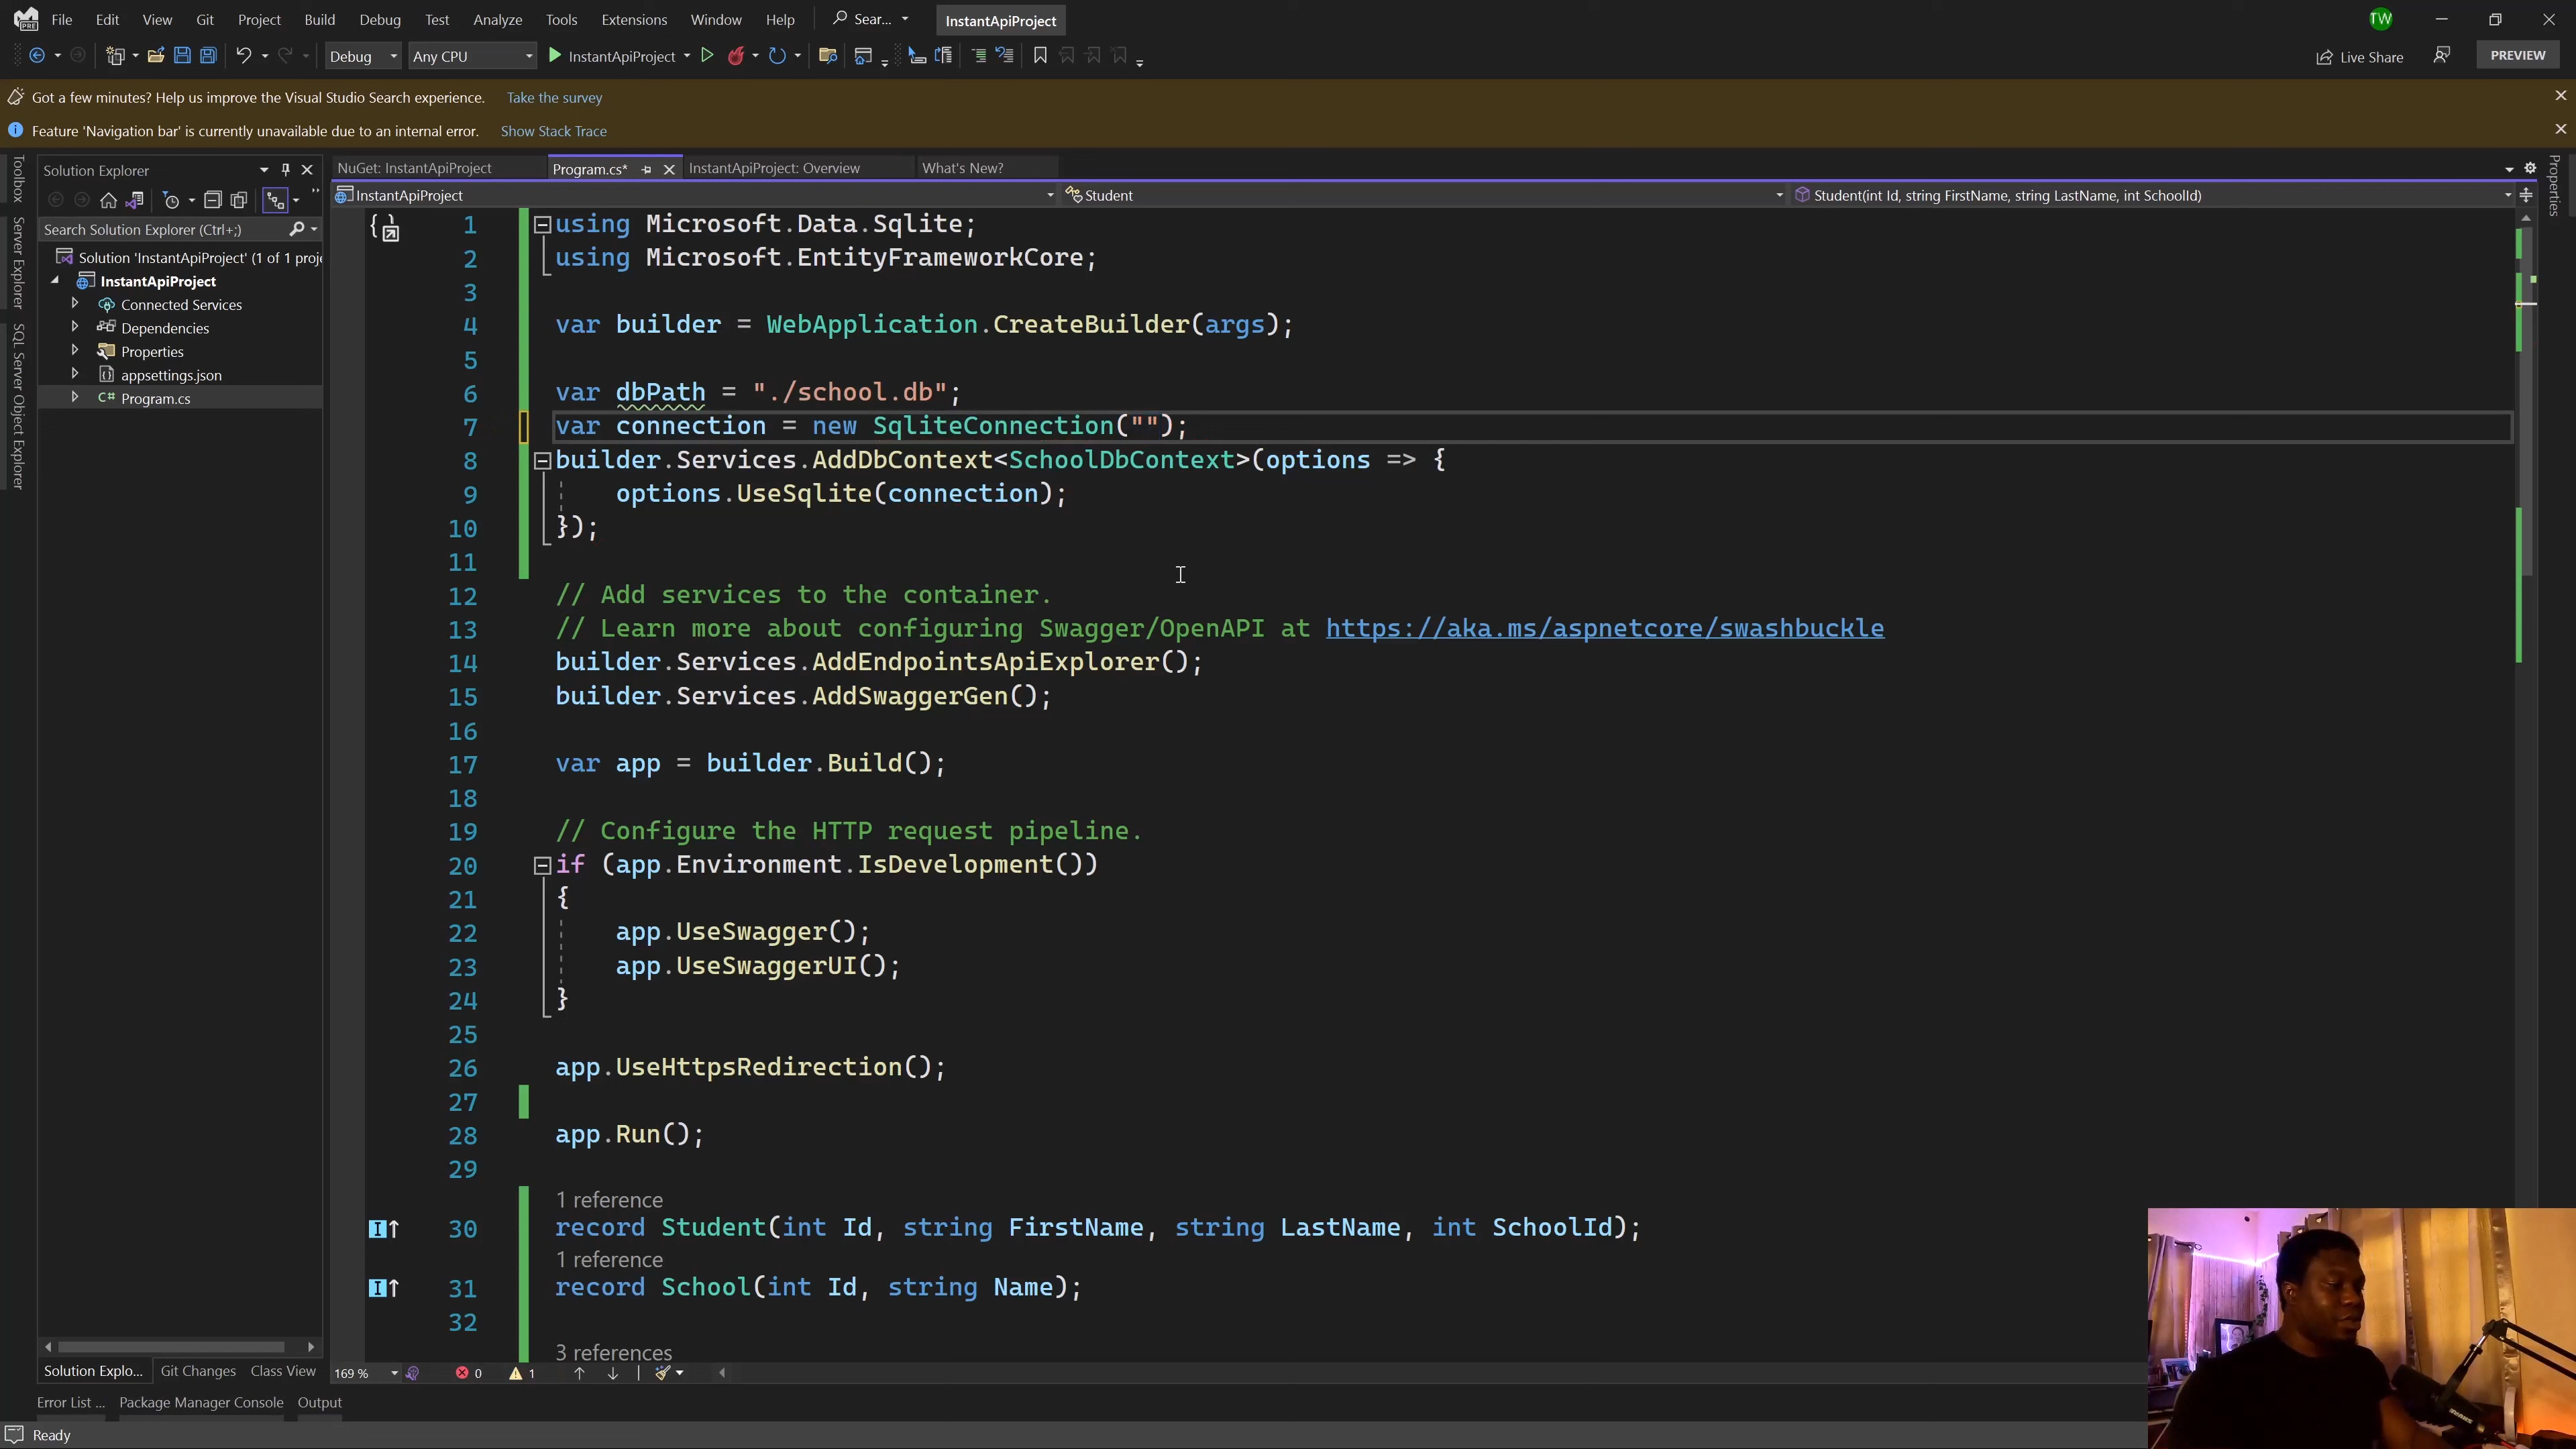 File Edit View Git Project Build Debug Test Analyze Tools Extensions Window Help Sear... InstantApiProject TW
Debug Any CPU InstantApiProject Live Share PREVIEW
Got a few minutes? Help us improve the Visual Studio Search experience. Take the survey
Feature 'Navigation bar' is currently unavailable due to an internal error. Show Stack Trace
Toolbox
Server Explorer
SQL Server Object Explorer
Solution Explorer
Search Solution Explorer (Ctrl+;)
Solution 'InstantApiProject' (1 of 1 proje
InstantApiProject
Connected Services
Dependencies
Properties
appsettings.json
C# Program.cs
NuGet: InstantApiProject Program.cs* InstantApiProject: Overview What's New?
InstantApiProject Student Student(int Id, string FirstName, string LastName, int SchoolId)
Properties
1 using Microsoft.Data.Sqlite;
2 using Microsoft.EntityFrameworkCore;
3
4 var builder = WebApplication.CreateBuilder(args);
5
6 var dbPath = "./school.db";
7 var connection = new SqliteConnection("");
8 builder.Services.AddDbContext<SchoolDbContext>(options => {
9 options.UseSqlite(connection);
10 });
11
12 // Add services to the container.
13 // Learn more about configuring Swagger/OpenAPI at https://aka.ms/aspnetcore/swashbuckle
14 builder.Services.AddEndpointsApiExplorer();
15 builder.Services.AddSwaggerGen();
16
17 var app = builder.Build();
18
19 // Configure the HTTP request pipeline.
20 if (app.Environment.IsDevelopment())
21 {
22 app.UseSwagger();
23 app.UseSwaggerUI();
24 }
25
26 app.UseHttpsRedirection();
27
28 app.Run();
29
1 reference
30 record Student(int Id, string FirstName, string LastName, int SchoolId);
1 reference
31 record School(int Id, string Name);
32
3 references
Solution Explo... Git Changes Class View 169 % 0 1
Error List ... Package Manager Console Output
Ready